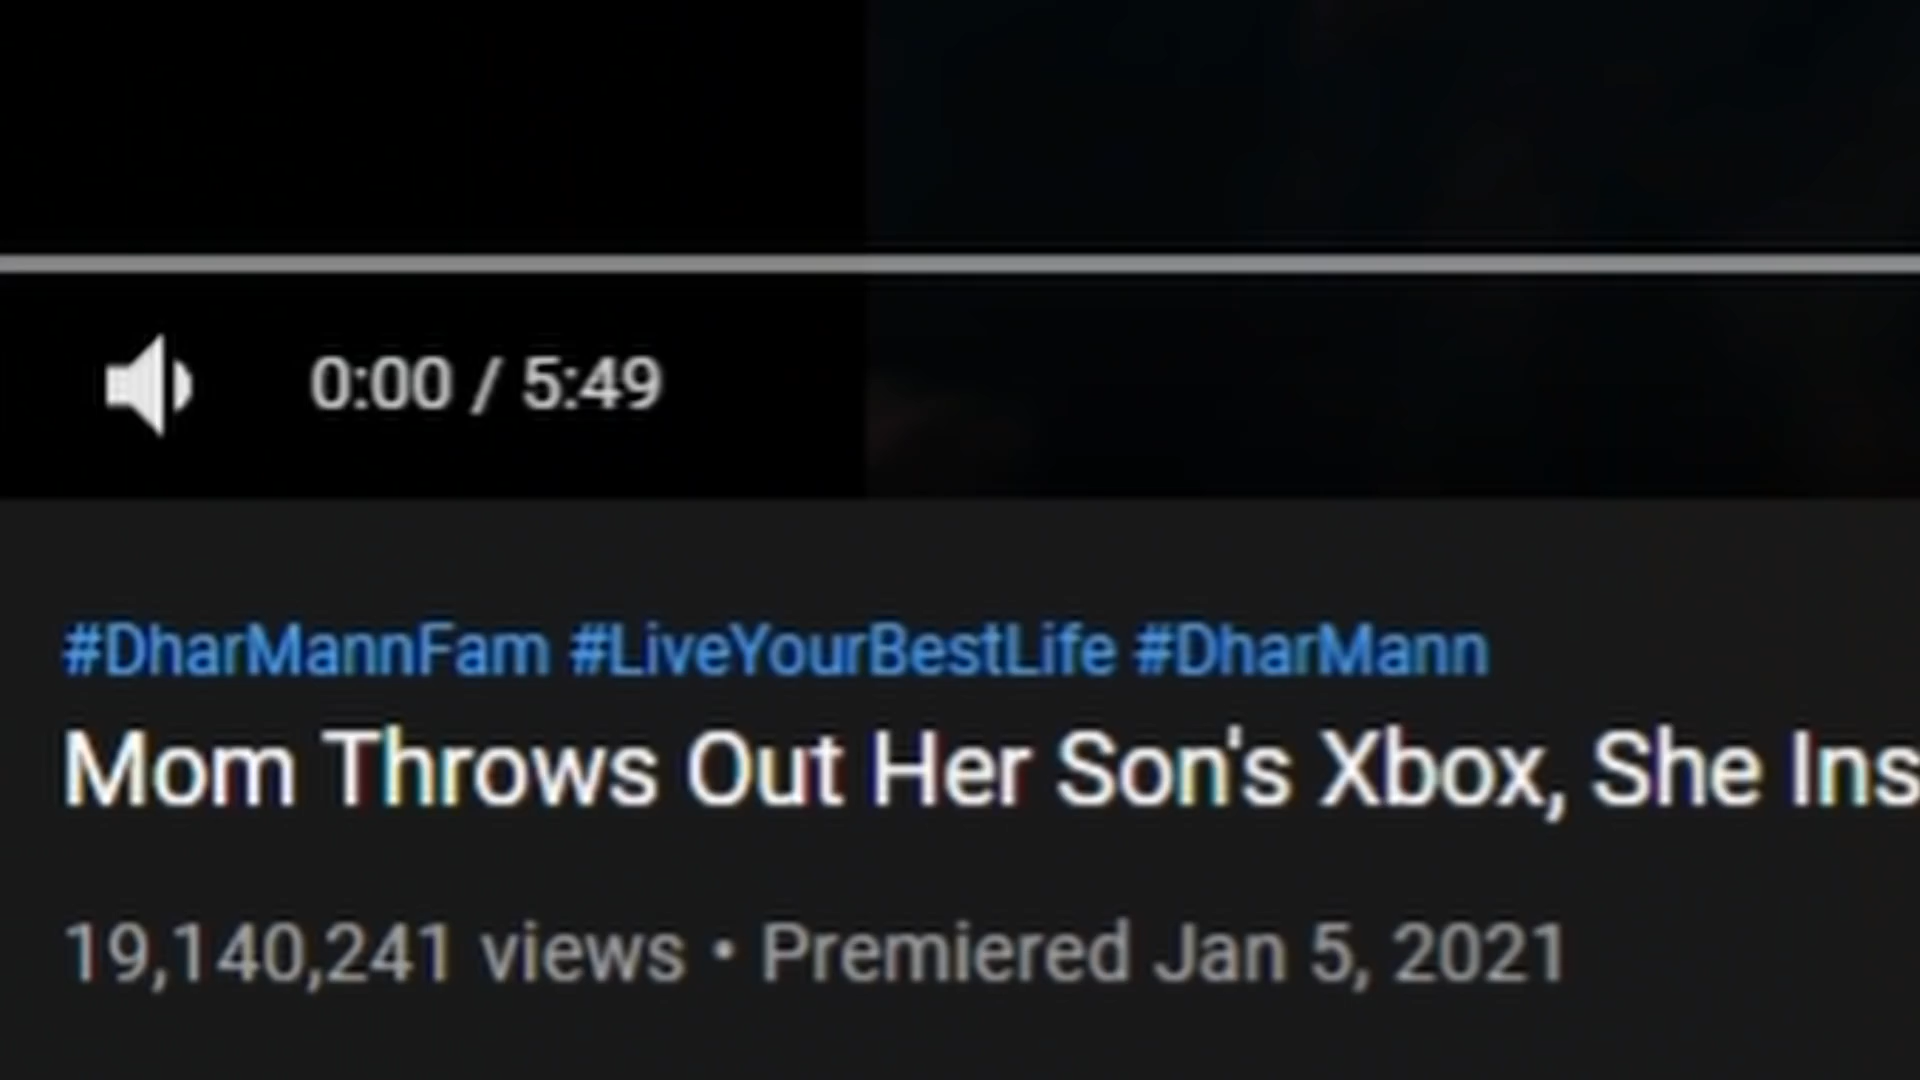 0:00 / 5:49
#DharMannFam #LiveYourBestLife #DharMann
Mom Throws Out Her Son's Xbox, She Ins
19,140,241 views • Premiered Jan 5, 2021